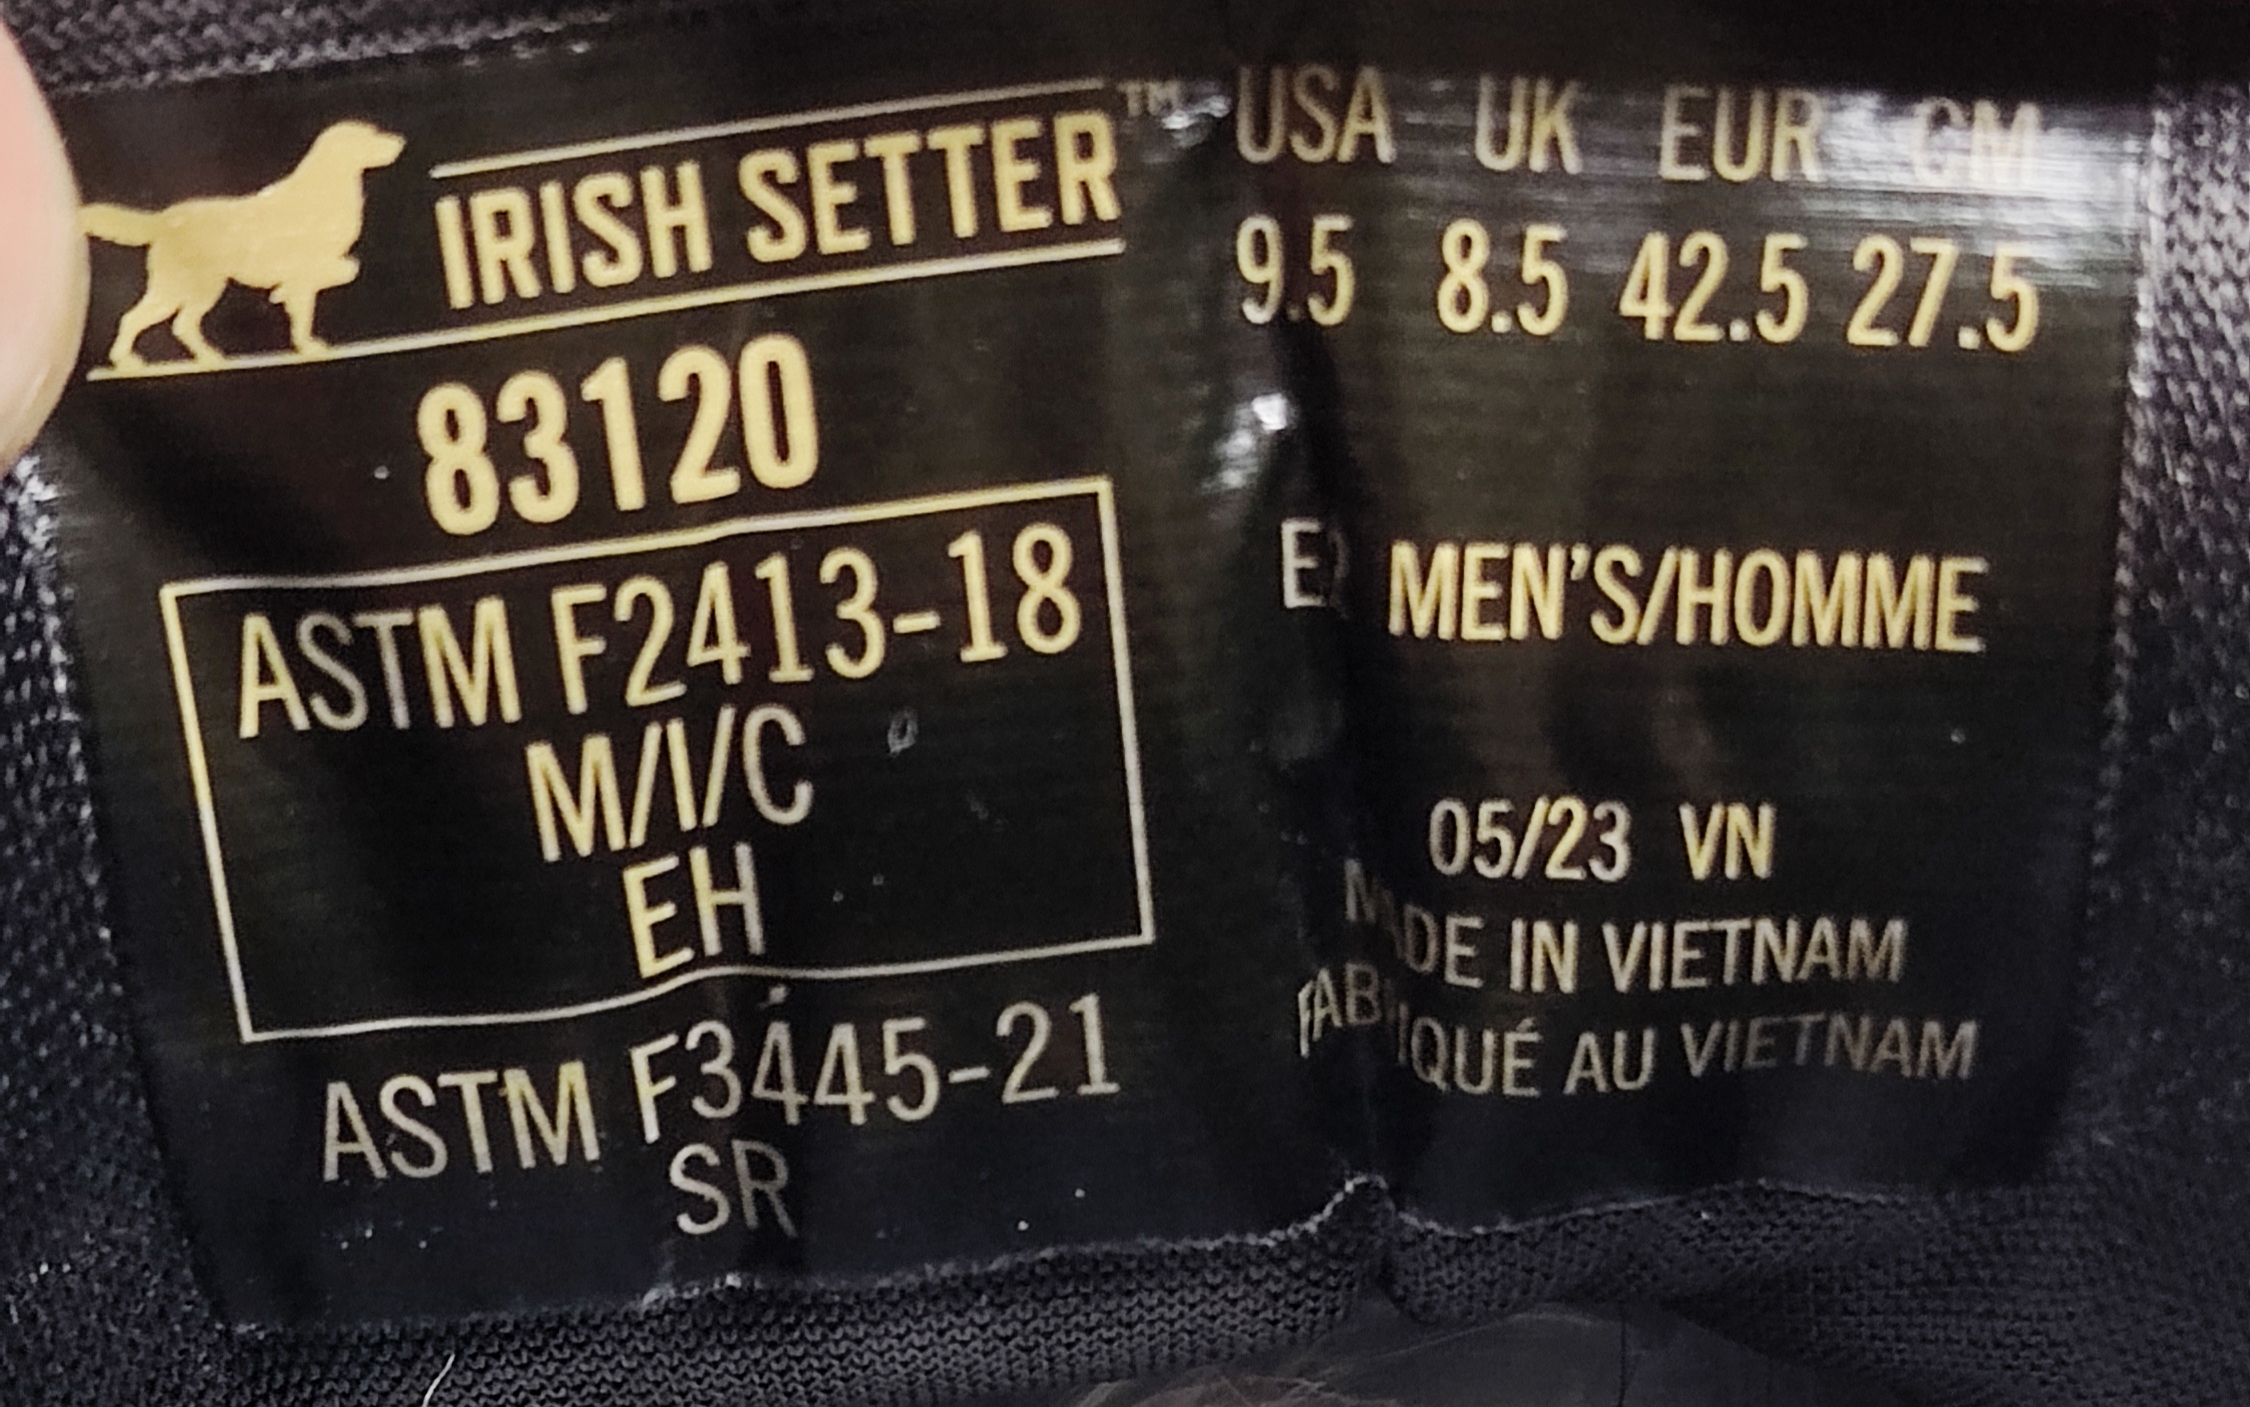 IRISH SETTER™
83120
ASTM F2413-18
M/I/C
EH
ASTM F3445-21
SR
USA UK EUR CM
9.5 8.5 42.5 27.5
MEN'S/HOMME
05/23 VN
MADE IN VIETNAM
FABRIQUÉ AU VIETNAM